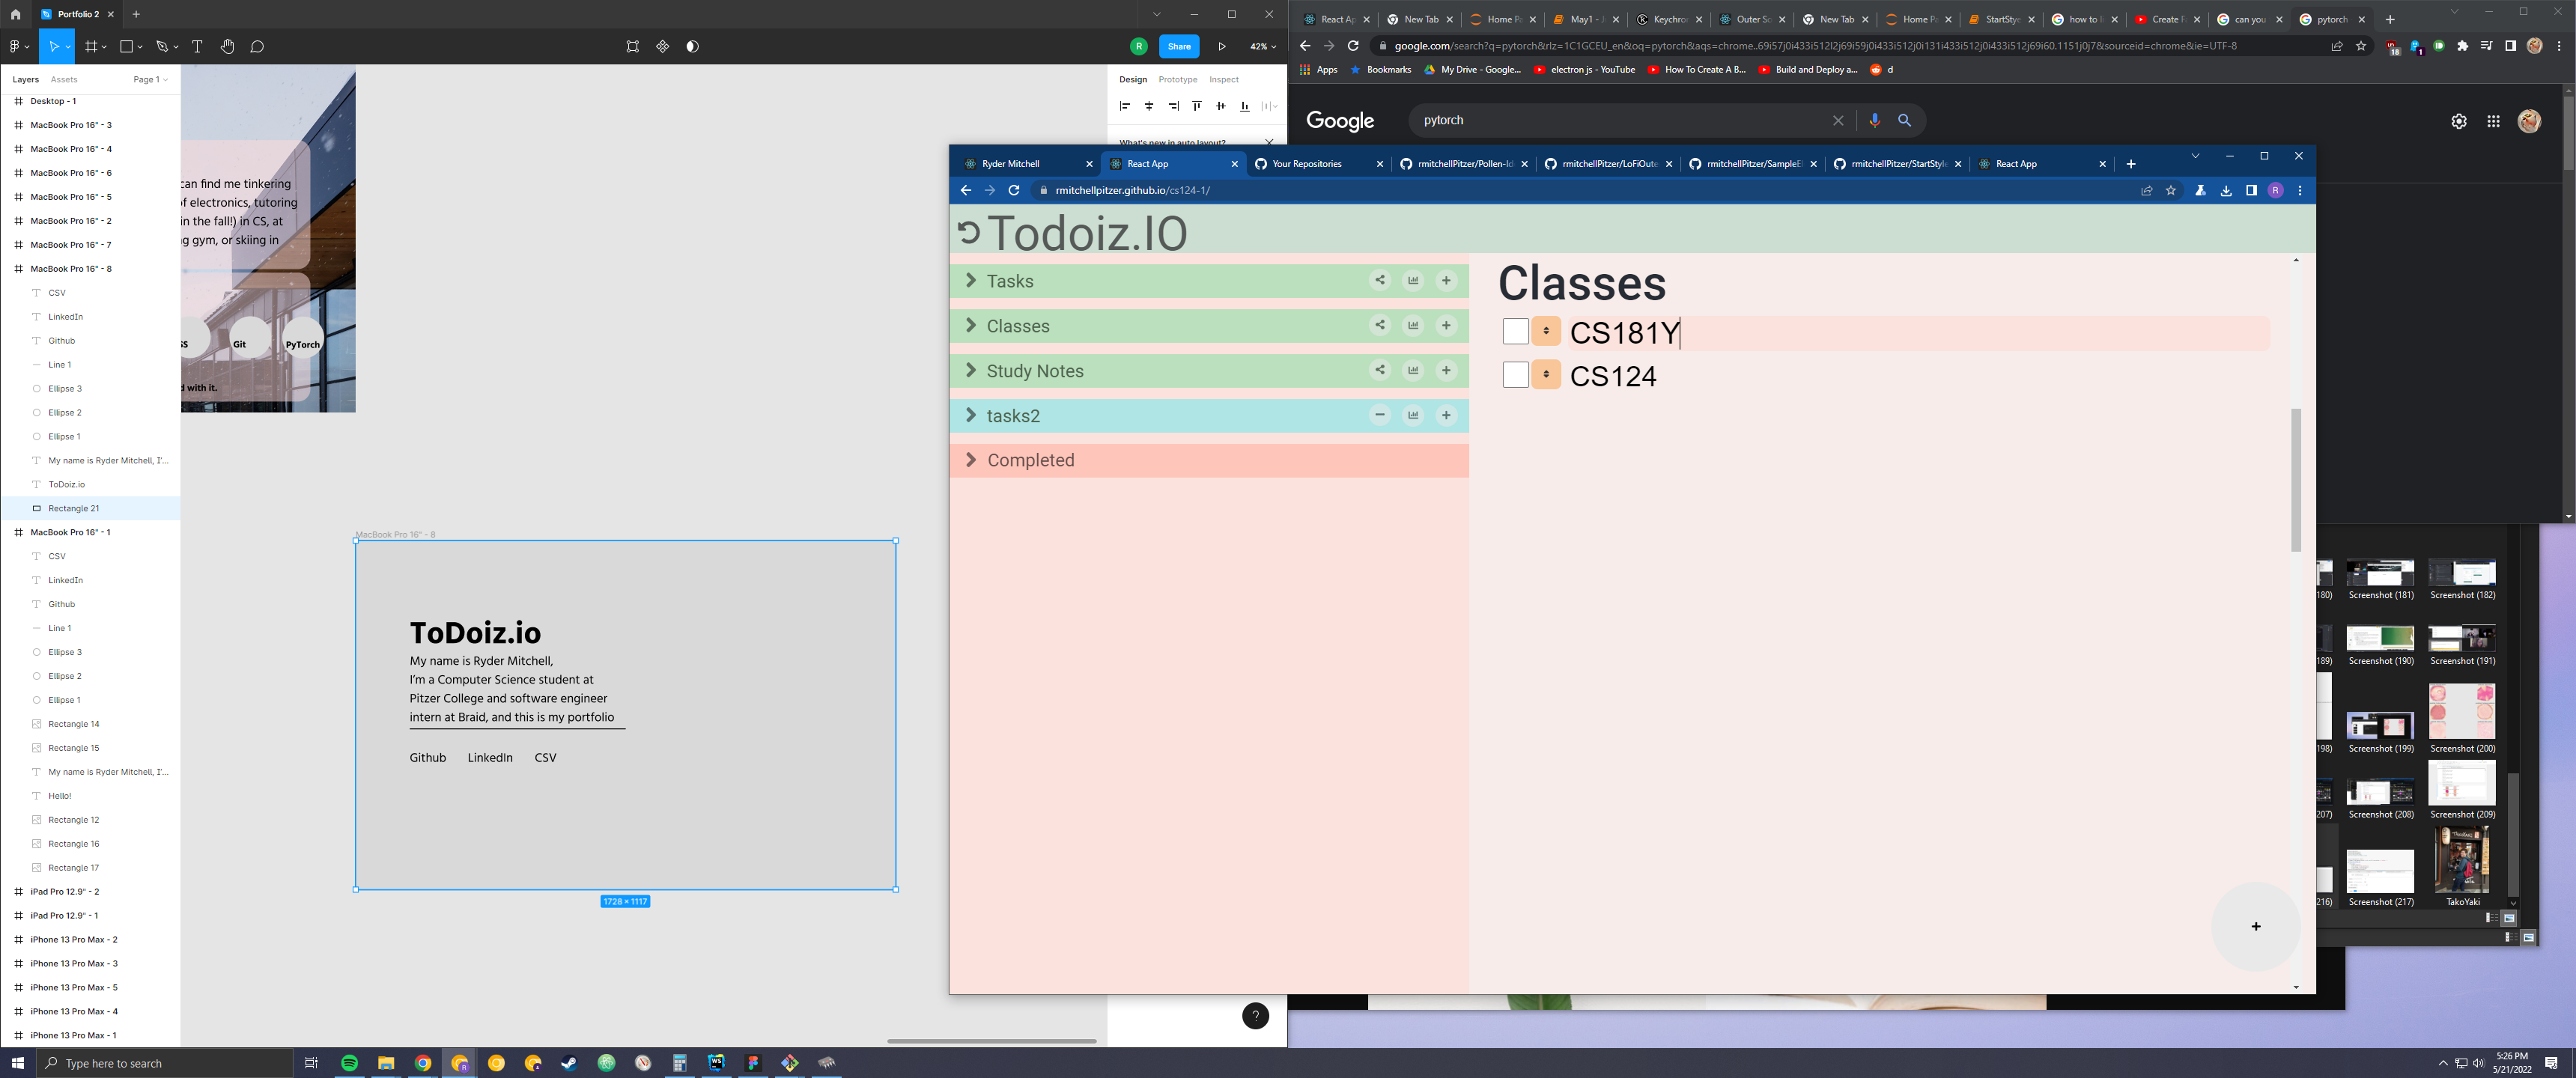 Portfolio 2
Share
42%
Layers
Assets
Page 1
Desktop - 1
MacBook Pro 16" - 3
MacBook Pro 16" - 4
MacBook Pro 16" - 6
MacBook Pro 16" - 5
MacBook Pro 16" - 2
MacBook Pro 16" - 7
MacBook Pro 16" - 8
CSV
LinkedIn
Github
Line 1
Ellipse 3
Ellipse 2
Ellipse 1
My name is Ryder Mitchell, I'...
ToDoiz.io
Rectangle 21
MacBook Pro 16" - 1
CSV
LinkedIn
Github
Line 1
Ellipse 3
Ellipse 2
Ellipse 1
Rectangle 14
Rectangle 15
My name is Ryder Mitchell, I'...
Hello!
Rectangle 12
Rectangle 16
Rectangle 17
iPad Pro 12.9" - 2
iPad Pro 12.9" - 1
iPhone 13 Pro Max - 2
iPhone 13 Pro Max - 3
iPhone 13 Pro Max - 5
iPhone 13 Pro Max - 4
iPhone 13 Pro Max - 1
can find me tinkering
of electronics, tutoring
in the fall!) in CS, at
g gym, or skiing in
SS Git PyTorch
d with it.
MacBook Pro 16" - 8
ToDoiz.io
My name is Ryder Mitchell,
I'm a Computer Science student at
Pitzer College and software engineer
intern at Braid, and this is my portfolio
Github LinkedIn CSV
1728 × 1117
Design Prototype Inspect
What's new in auto layout?
?
React Ap New Tab Home Pa May1 - J Keychron Outer So New Tab Home Pa StartStye how to l Create F can you pytorch
google.com/search?q=pytorch&rlz=1C1GCEU_en&oq=pytorch&aqs=chrome..69i57j0i433i512l2j69i59j0i433i512j0i131i433i512j0i433i512j69i60.1151j0j7&sourceid=chrome&ie=UTF-8
Apps Bookmarks My Drive - Google... electron js - YouTube How To Create A B... Build and Deploy a... d
Google
pytorch
Ryder Mitchell React App Your Repositories rmitchellPitzer/Pollen-Id rmitchellPitzer/LoFiOute rmitchellPitzer/SampleE rmitchellPitzer/StartStyle React App
rmitchellpitzer.github.io/cs124-1/
Todoiz.IO
Tasks
Classes
Study Notes
tasks2
Completed
Classes
CS181Y
CS124
180) Screenshot (181) Screenshot (182)
189) Screenshot (190) Screenshot (191)
198) Screenshot (199) Screenshot (200)
207) Screenshot (208) Screenshot (209)
216) Screenshot (217) TakoYaki
Type here to search
5:26 PM
5/21/2022